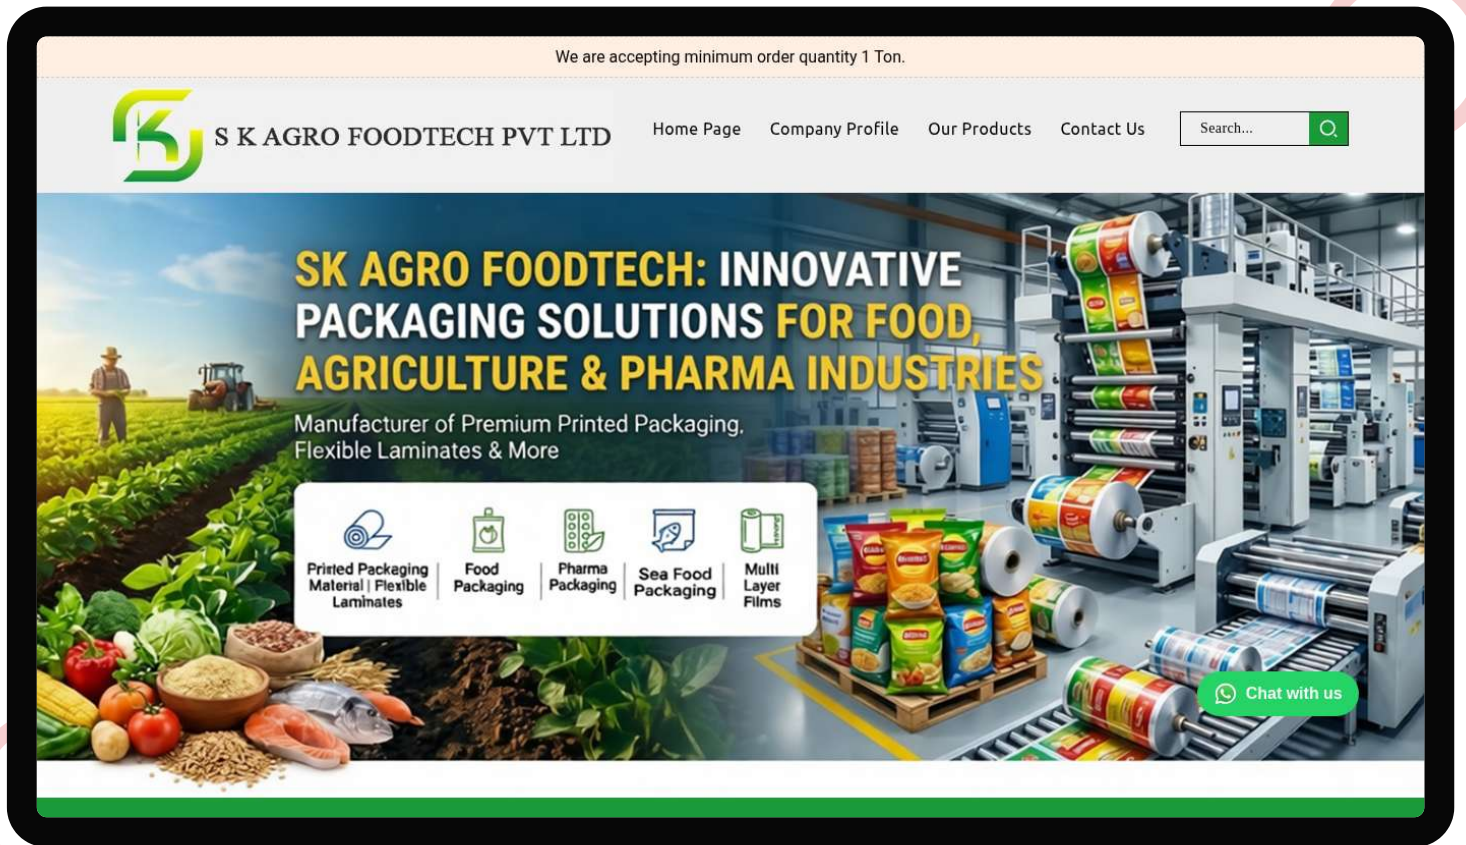 We are accepting minimum order quantity 1 Ton.
S K AGRO FOODTECH PVT LTD
Home Page
Company Profile
Our Products
Contact Us
Search...
SK AGRO FOODTECH: INNOVATIVE
PACKAGING SOLUTIONS FOR FOOD,
AGRICULTURE & PHARMA INDUSTRIES
Manufacturer of Premium Printed Packaging,
Flexible Laminates & More
Printed Packaging
Material | Flexible
Laminates
Food
Packaging
Pharma
Packaging
Sea Food
Packaging
Multi
Layer
Films
Chat with us